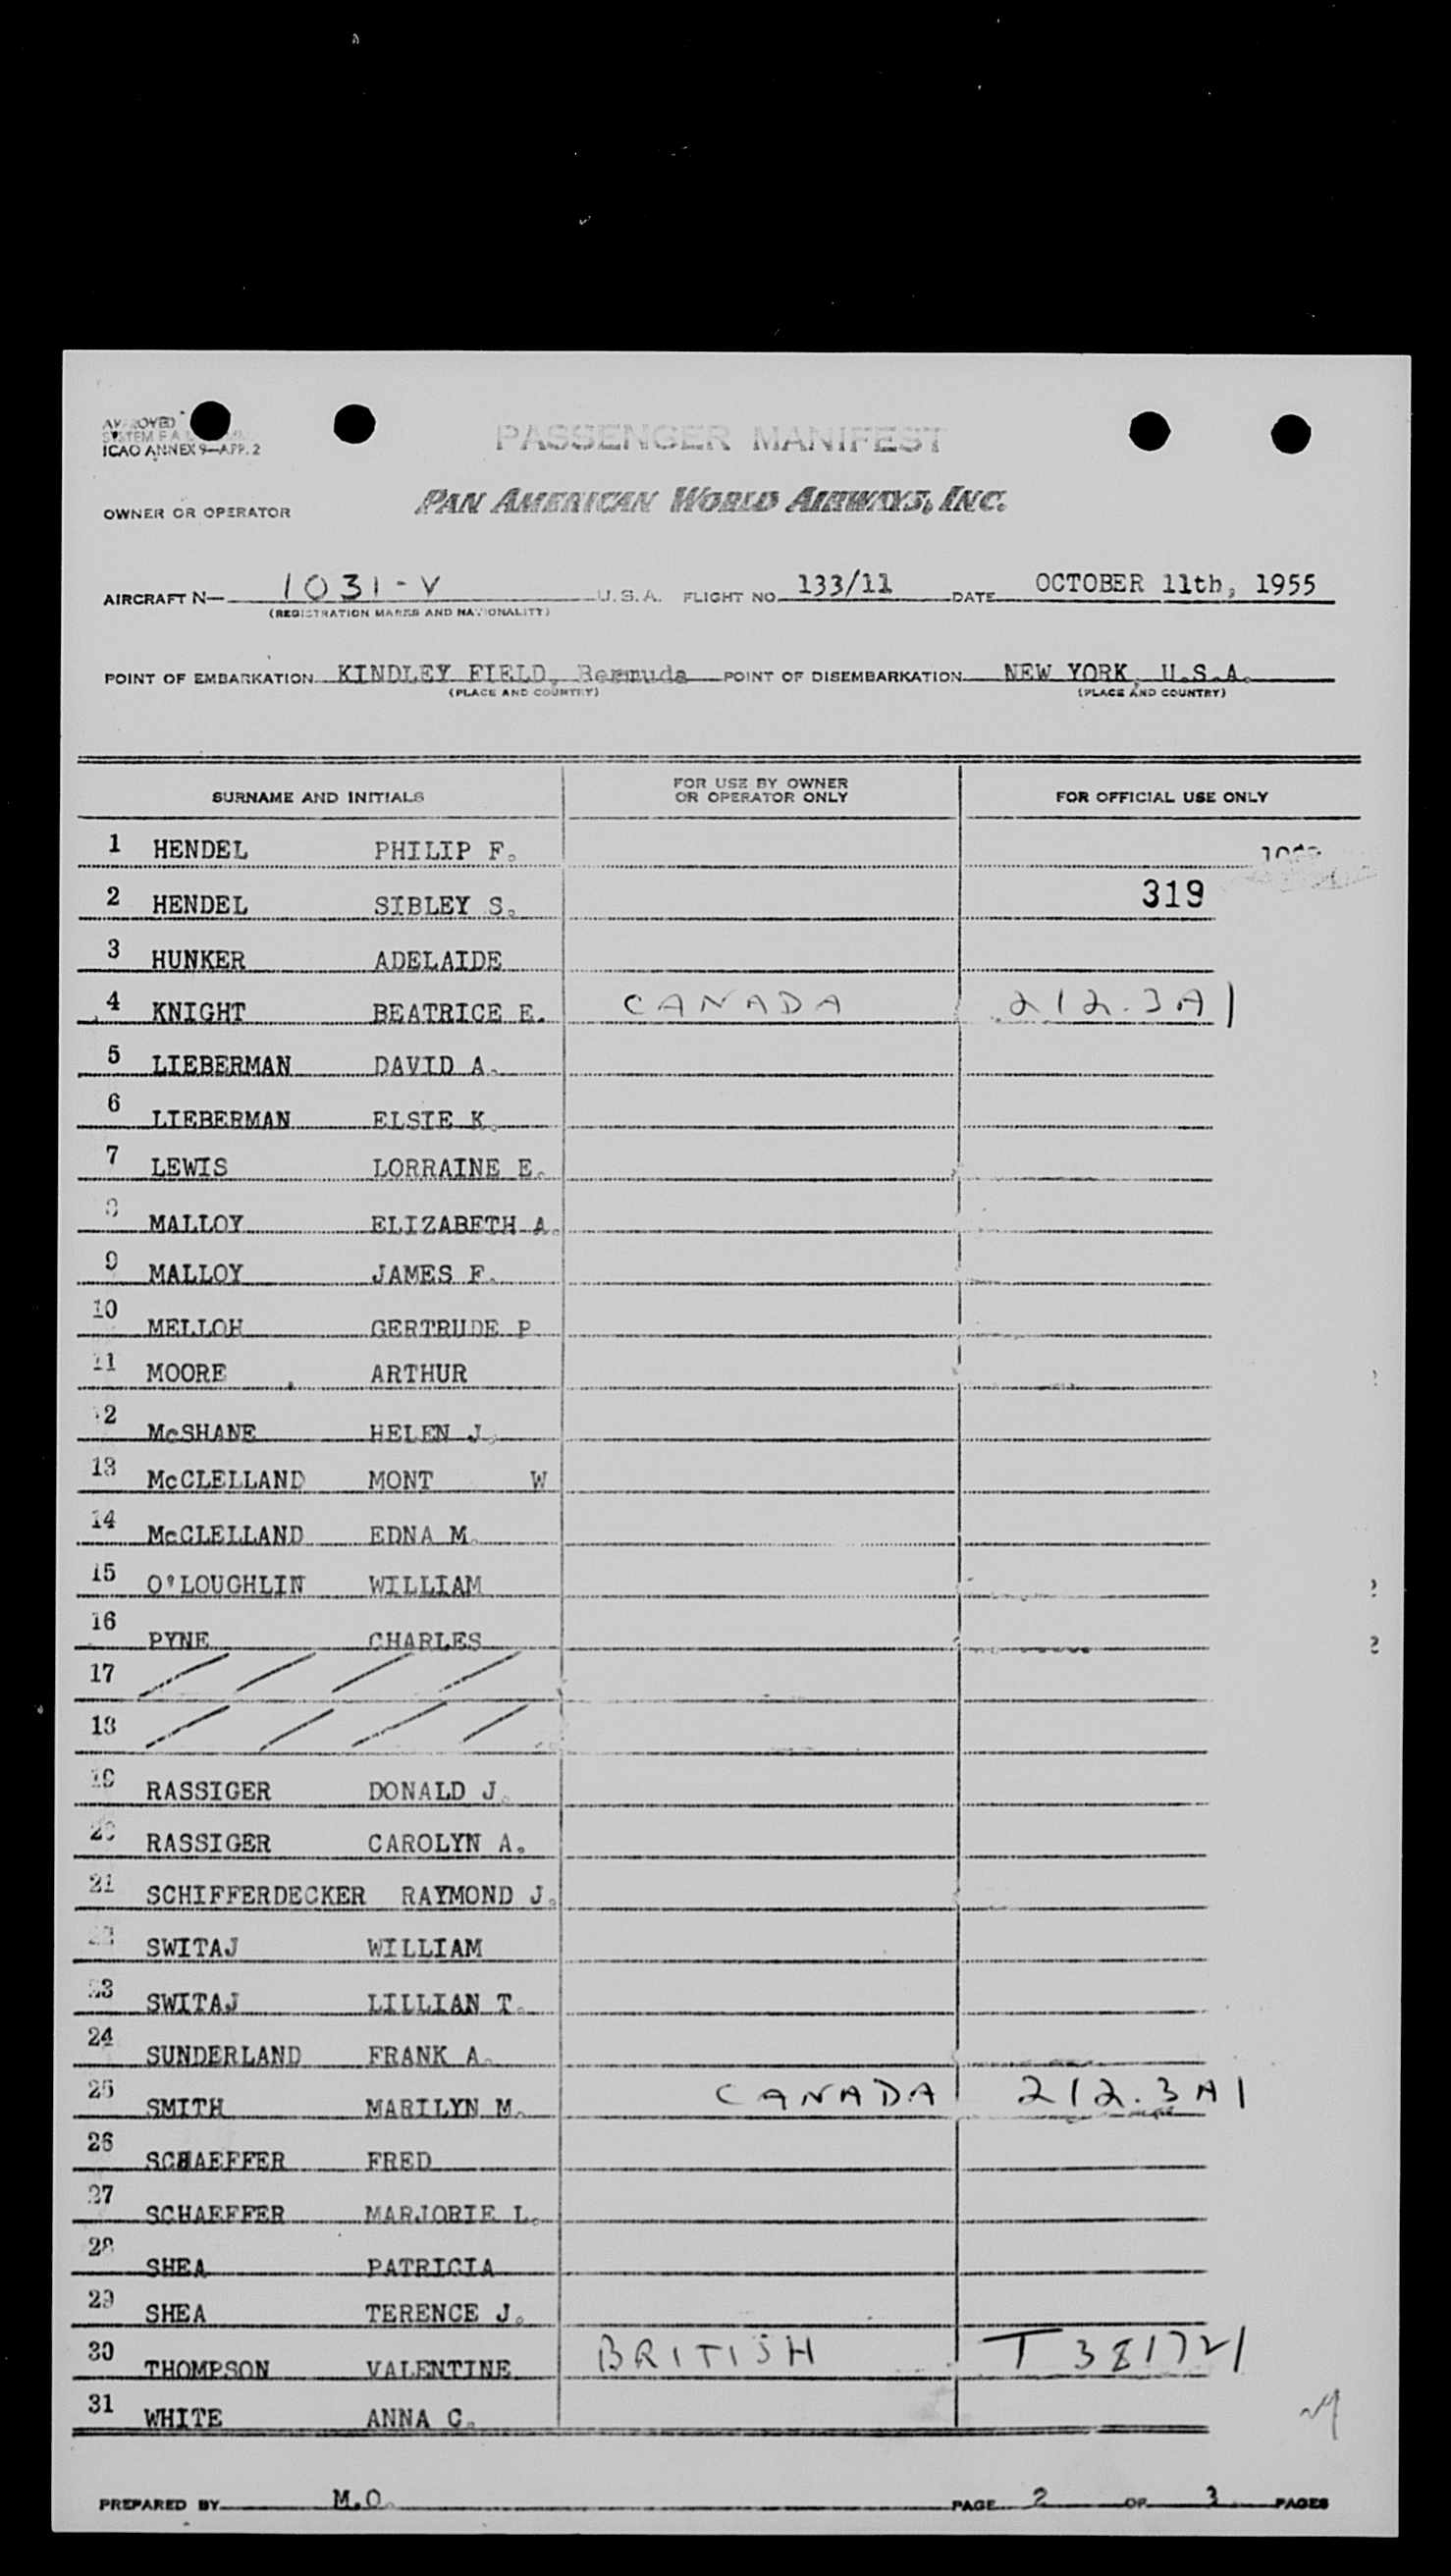 APPROVED
SYSTEM F A
ICAO ANNEX 9—APP. 2
PASSENGER MANIFEST
OWNER OR OPERATOR PAN AMERICAN WORLD AIRWAYS, INC.
AIRCRAFT N— 1031-V U.S.A. FLIGHT NO. 133/11 DATE OCTOBER 11th, 1955
(REGISTRATION MARKS AND NATIONALITY)
POINT OF EMBARKATION KINDLEY FIELD, Bermuda POINT OF DISEMBARKATION NEW YORK, U.S.A.
(PLACE AND COUNTRY) (PLACE AND COUNTRY)
SURNAME AND INITIALS FOR USE BY OWNER OR OPERATOR ONLY FOR OFFICIAL USE ONLY
1 HENDEL PHILIP F.
2 HENDEL SIBLEY S. 319
3 HUNKER ADELAIDE
4 KNIGHT BEATRICE E. CANADA 212.3A1
5 LIEBERMAN DAVID A.
6 LIEBERMAN ELSIE K.
7 LEWIS LORRAINE E.
8 MALLOY ELIZABETH A.
9 MALLOY JAMES F.
10 MELLOH GERTRUDE P
11 MOORE ARTHUR
12 McSHANE HELEN J.
13 McCLELLAND MONT W
14 McCLELLAND EDNA M.
15 O'LOUGHLIN WILLIAM
16 PYNE CHARLES
17 / / / /
18 / / / /
19 RASSIGER DONALD J.
20 RASSIGER CAROLYN A.
21 SCHIFFERDECKER RAYMOND J.
22 SWITAJ WILLIAM
23 SWITAJ LILLIAN T.
24 SUNDERLAND FRANK A.
25 SMITH MARILYN M. CANADA 212.3A1
26 SCHAEFFER FRED
27 SCHAEFFER MARJORIE L.
28 SHEA PATRICIA
29 SHEA TERENCE J.
30 THOMPSON VALENTINE BRITISH T 381721
31 WHITE ANNA C.
PREPARED BY M.O. PAGE 2 OF 3 PAGES